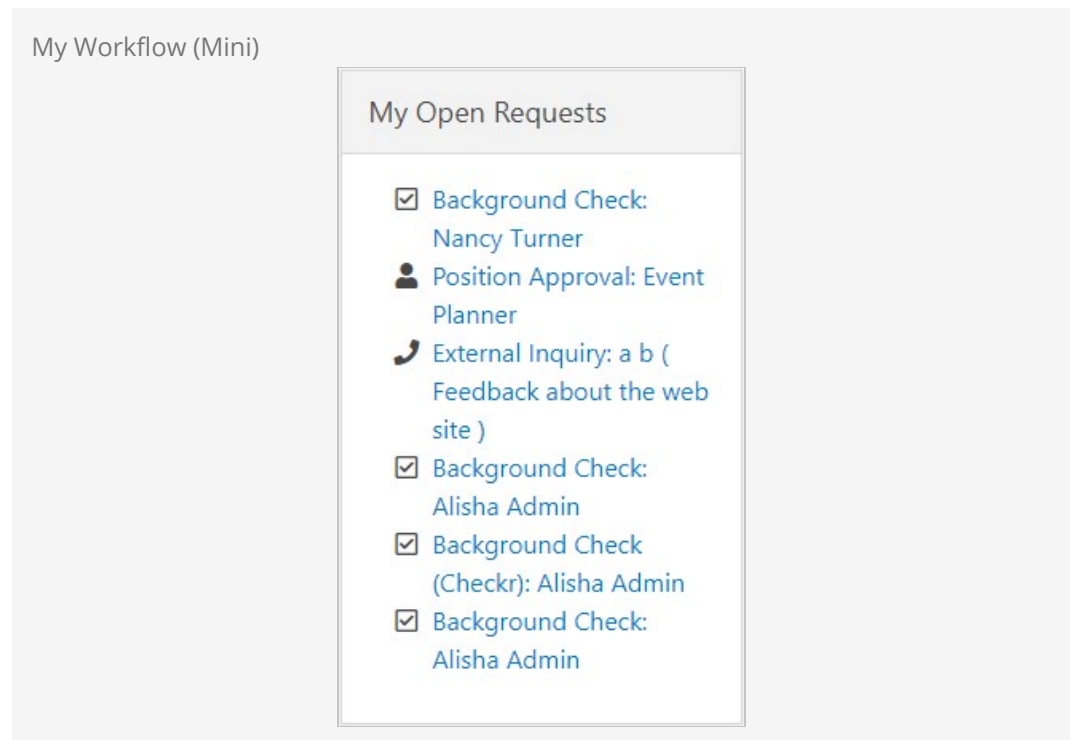 My Workflow (Mini)
My Open Requests
Background Check:
Nancy Turner
Position Approval: Event
Planner
External Inquiry: a b (
Feedback about the web
site )
Background Check:
Alisha Admin
Background Check
(Checkr): Alisha Admin
Background Check:
Alisha Admin